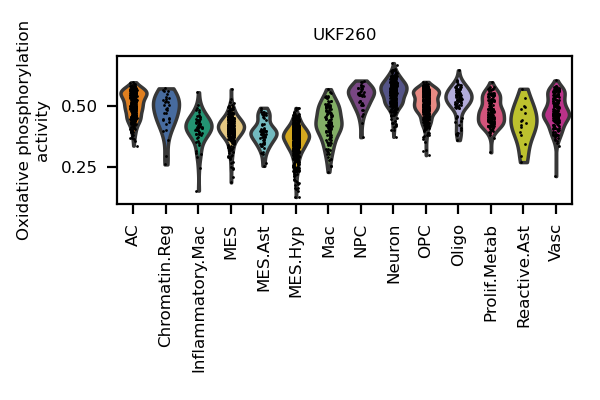 UKF260
Oxidative phosphorylation
activity
0.50
0.25
AC
Chromatin.Reg
Inflammatory.Mac
MES
MES.Ast
MES.Hyp
Mac
NPC
Neuron
OPC
Oligo
Prolif.Metab
Reactive.Ast
Vasc